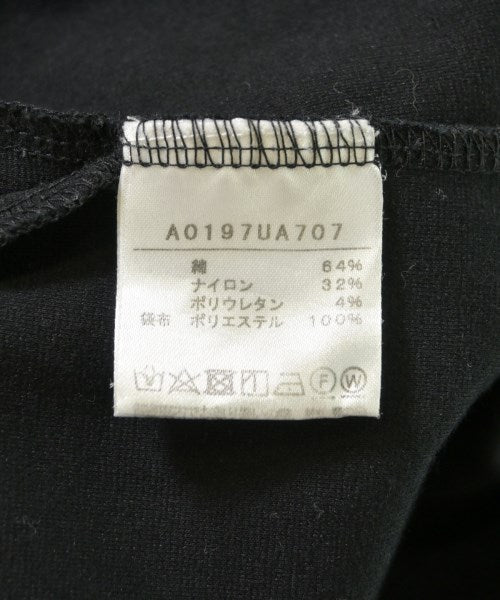 A0197UA707
綿 64%
ナイロン 32%
ポリウレタン 4%
袋布 ポリエステル 100%
F W